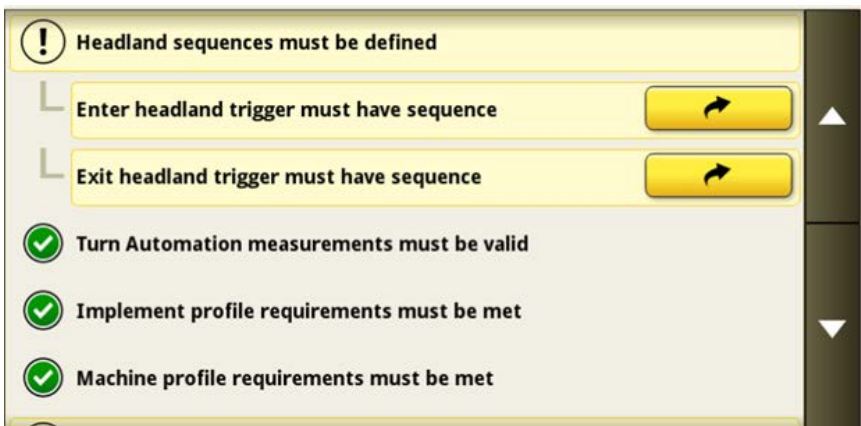 Headland sequences must be defined
Enter headland trigger must have sequence
Exit headland trigger must have sequence
Turn Automation measurements must be valid
Implement profile requirements must be met
Machine profile requirements must be met